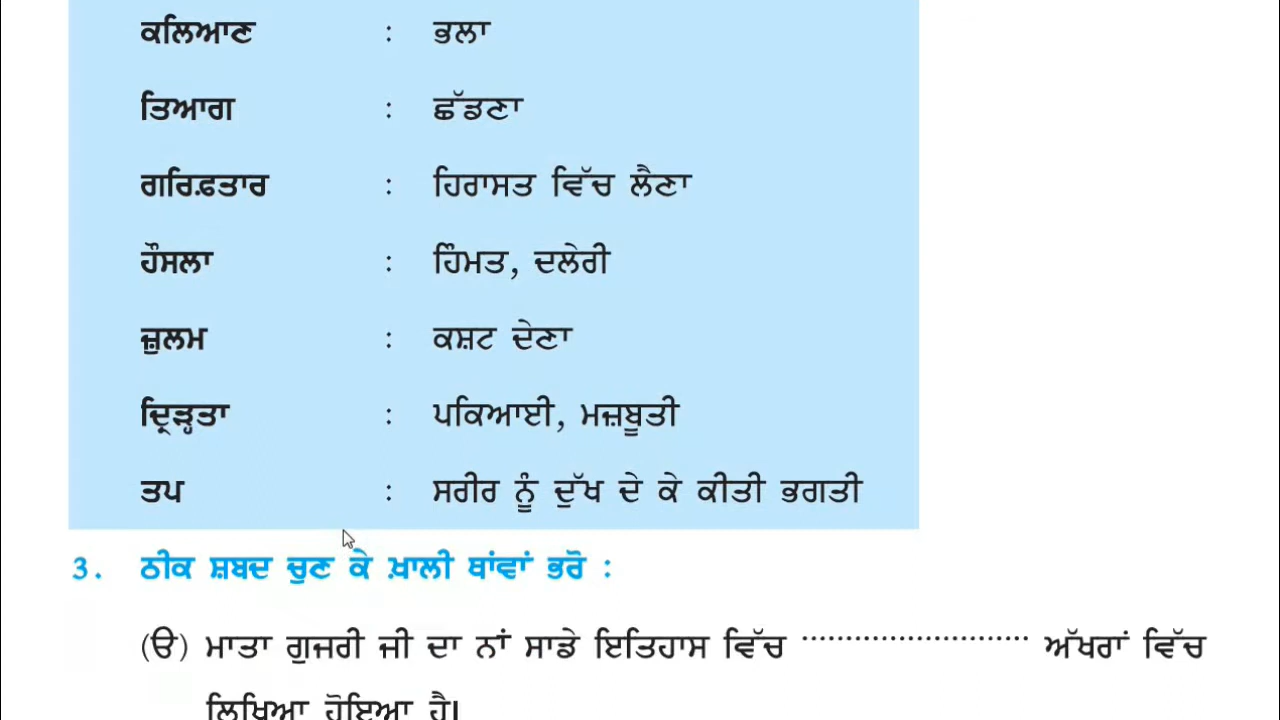 ਕਲਿਆਣ : ਭਲਾ
ਤਿਆਗ : ਛੱਡਣਾ
ਗਰਿਫ਼ਤਾਰ : ਹਿਰਾਸਤ ਵਿੱਚ ਲੈਣਾ
ਹੌਸਲਾ : ਹਿੰਮਤ, ਦਲੇਰੀ
ਜ਼ੁਲਮ : ਕਸ਼ਟ ਦੇਣਾ
ਦ੍ਰਿੜ੍ਹਤਾ : ਪਕਿਆਈ, ਮਜ਼ਬੂਤੀ
ਤਪ : ਸਰੀਰ ਨੂੰ ਦੁੱਖ ਦੇ ਕੇ ਕੀਤੀ ਭਗਤੀ
3. ਠੀਕ ਸ਼ਬਦ ਚੁਣ ਕੇ ਖ਼ਾਲੀ ਥਾਂਵਾਂ ਭਰੋ :
(ੳ) ਮਾਤਾ ਗੁਜਰੀ ਜੀ ਦਾ ਨਾਂ ਸਾਡੇ ਇਤਿਹਾਸ ਵਿੱਚ .......................... ਅੱਖਰਾਂ ਵਿੱਚ
ਲਿਖਿਆ ਹੋਇਆ ਹੈ।